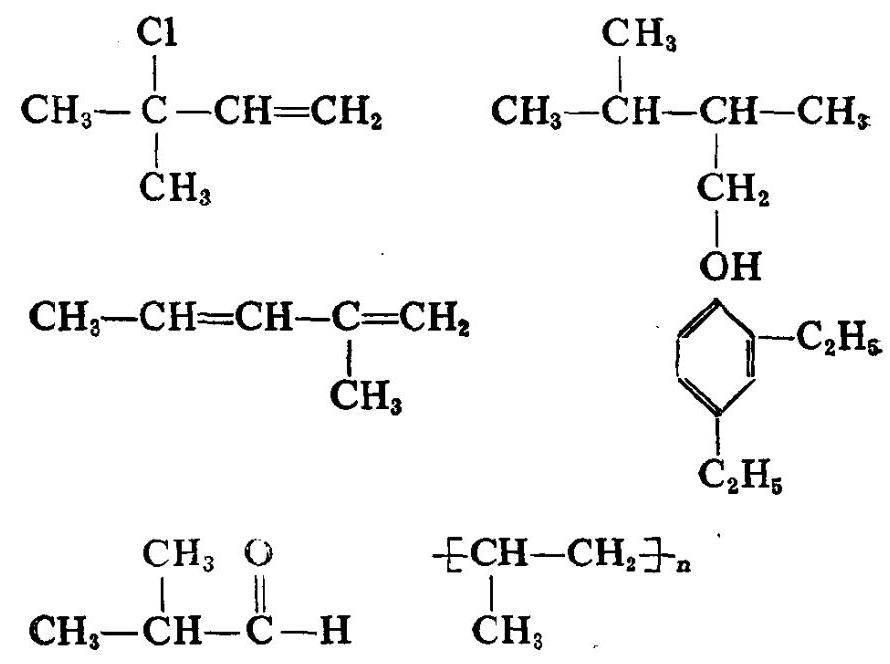 Cl
CH₃—C—CH=CH₂
CH₃
CH₃
CH₃—CH—CH—CH₃
CH₂
OH
CH₃—CH=CH—C=CH₂
CH₃
C₂H₅
C₂H₅
CH₃ O
CH₃—CH—C—H
-[CH—CH₂]-ₙ
CH₃